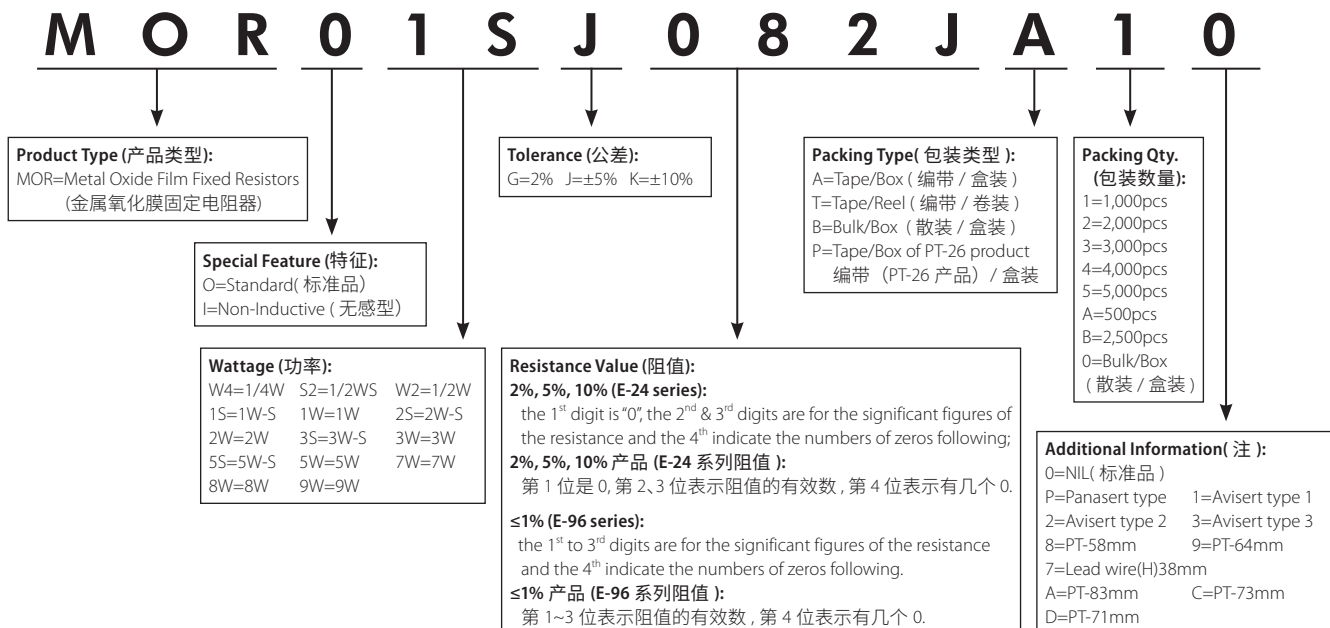 M O R 0 1 S J 0 8 2 J A 1 0
Product Type (产品类型):
MOR=Metal Oxide Film Fixed Resistors
(金属氧化膜固定电阻器)
Special Feature (特征):
O=Standard( 标准品）
I=Non-Inductive ( 无感型）
Wattage (功率):
W4=1/4W S2=1/2WS W2=1/2W
1S=1W-S 1W=1W 2S=2W-S
2W=2W 3S=3W-S 3W=3W
5S=5W-S 5W=5W 7W=7W
8W=8W 9W=9W
Tolerance (公差):
G=2% J=±5% K=±10%
Resistance Value (阻值):
2%, 5%, 10% (E-24 series):
the 1st digit is "0", the 2nd & 3rd digits are for the significant figures of
the resistance and the 4th indicate the numbers of zeros following;
2%, 5%, 10% 产品 (E-24 系列阻值 ):
第 1 位是 0, 第 2、3 位表示阻值的有效数 , 第 4 位表示有几个 0.
≤1% (E-96 series):
the 1st to 3rd digits are for the significant figures of the resistance
and the 4th indicate the numbers of zeros following.
≤1% 产品 (E-96 系列阻值 ):
第 1~3 位表示阻值的有效数 , 第 4 位表示有几个 0.
Packing Type( 包装类型 ):
A=Tape/Box ( 编带 / 盒装 )
T=Tape/Reel ( 编带 / 卷装 )
B=Bulk/Box ( 散装 / 盒装 )
P=Tape/Box of PT-26 product
编带（PT-26 产品）/ 盒装
Packing Qty.
(包装数量):
1=1,000pcs
2=2,000pcs
3=3,000pcs
4=4,000pcs
5=5,000pcs
A=500pcs
B=2,500pcs
0=Bulk/Box
( 散装 / 盒装 )
Additional Information( 注 ):
0=NIL( 标准品 )
P=Panasert type 1=Avisert type 1
2=Avisert type 2 3=Avisert type 3
8=PT-58mm 9=PT-64mm
7=Lead wire(H)38mm
A=PT-83mm C=PT-73mm
D=PT-71mm